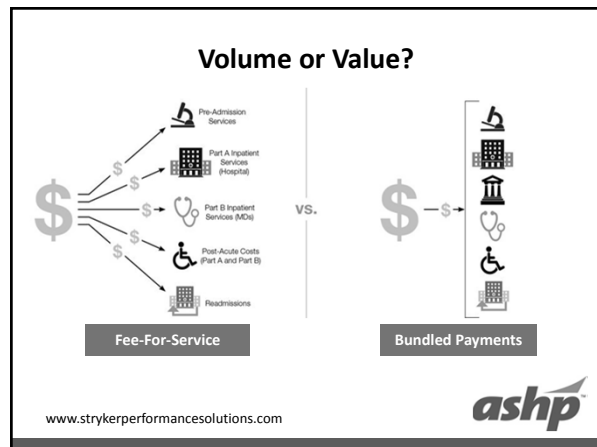 Volume or Value?
$
$
$
$
$
$
Pre-Admission
Services
Part A Inpatient
Services
(Hospital)
Part B Inpatient
Services (MDs)
Post-Acute Costs
(Part A and Part B)
Readmissions
Fee-For-Service
vs.
$
$
Bundled Payments
www.strykerperformancesolutions.com
ashp™